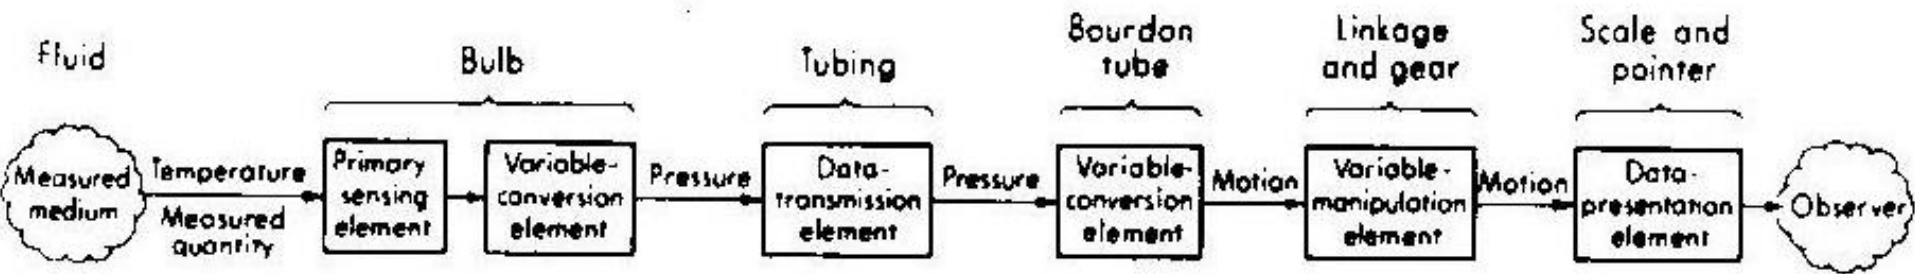 Fluid
Bulb
Tubing
Bourdon
tube
Linkage
and gear
Scale and
pointer
Measured
medium
Temperature
Measured
quantity
Primary
sensing
element
Variable-
conversion
element
Pressure
Data-
transmission
element
Pressure
Variable-
conversion
element
Motion
Variable-
manipulation
element
Motion
Data-
presentation
element
Observer